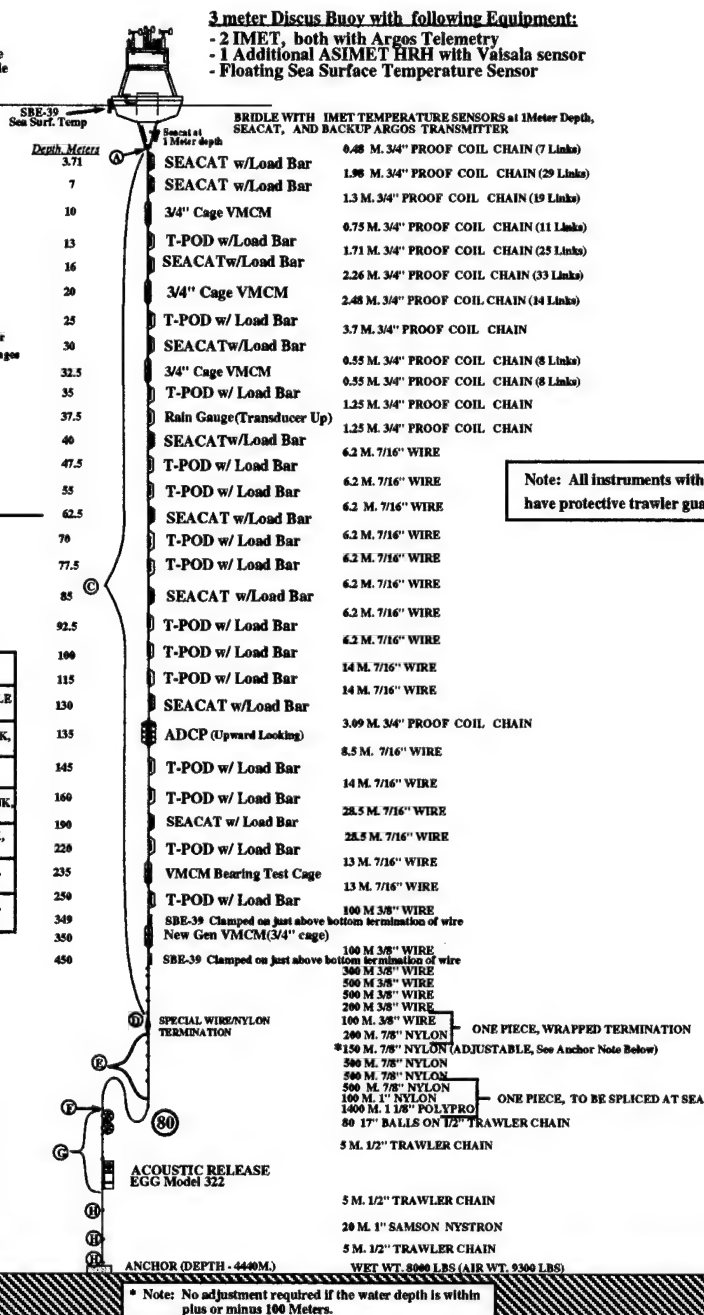 3 meter Discus Buoy with following Equipment:
- 2 IMET, both with Argos Telemetry
- 1 Additional ASIMET HRH with Vaisala sensor
- Floating Sea Surface Temperature Sensor
SBE-39
Sea Surf. Temp
Seacat at
1 Meter depth
BRIDLE WITH IMET TEMPERATURE SENSORS at 1Meter Depth,
SEACAT, AND BACKUP ARGOS TRANSMITTER
Depth, Meters
A
0.48 M. 3/4" PROOF COIL CHAIN (7 Links)
3.71 SEACAT w/Load Bar
1.98 M. 3/4" PROOF COIL CHAIN (29 Links)
7 SEACAT w/Load Bar
1.3 M. 3/4" PROOF COIL CHAIN (19 Links)
10 3/4" Cage VMCM
0.75 M. 3/4" PROOF COIL CHAIN (11 Links)
13 T-POD w/Load Bar
1.71 M. 3/4" PROOF COIL CHAIN (25 Links)
16 SEACATw/Load Bar
2.26 M. 3/4" PROOF COIL CHAIN (33 Links)
20 3/4" Cage VMCM
2.48 M. 3/4" PROOF COIL CHAIN (14 Links)
25 T-POD w/ Load Bar
3.7 M. 3/4" PROOF COIL CHAIN
30 SEACATw/Load Bar
0.55 M. 3/4" PROOF COIL CHAIN (8 Links)
32.5 3/4" Cage VMCM
0.55 M. 3/4" PROOF COIL CHAIN (8 Links)
35 T-POD w/ Load Bar
1.25 M. 3/4" PROOF COIL CHAIN
37.5 Rain Gauge(Transducer Up)
1.25 M. 3/4" PROOF COIL CHAIN
40 SEACATw/Load Bar
6.2 M. 7/16" WIRE
47.5 T-POD w/ Load Bar
6.2 M. 7/16" WIRE
Note: All instruments with
have protective trawler gua
55 T-POD w/ Load Bar
6.2 M. 7/16" WIRE
62.5 SEACAT w/Load Bar
6.2 M. 7/16" WIRE
70 T-POD w/ Load Bar
6.2 M. 7/16" WIRE
77.5 T-POD w/ Load Bar
6.2 M. 7/16" WIRE
C
85 SEACAT w/Load Bar
6.2 M. 7/16" WIRE
92.5 T-POD w/ Load Bar
6.2 M. 7/16" WIRE
100 T-POD w/ Load Bar
14 M. 7/16" WIRE
115 T-POD w/ Load Bar
14 M. 7/16" WIRE
130 SEACAT w/Load Bar
3.09 M. 3/4" PROOF COIL CHAIN
135 ADCP (Upward Looking)
8.5 M. 7/16" WIRE
145 T-POD w/ Load Bar
14 M. 7/16" WIRE
160 T-POD w/ Load Bar
28.5 M. 7/16" WIRE
190 SEACAT w/ Load Bar
28.5 M. 7/16" WIRE
220 T-POD w/ Load Bar
13 M. 7/16" WIRE
235 VMCM Bearing Test Cage
13 M. 7/16" WIRE
250 T-POD w/ Load Bar
100 M 3/8" WIRE
349 SBE-39 Clamped on just above bottom termination of wire
350 New Gen VMCM(3/4" cage)
100 M 3/8" WIRE
450 SBE-39 Clamped on just above bottom termination of wire
300 M 3/8" WIRE
500 M 3/8" WIRE
500 M 3/8" WIRE
200 M 3/8" WIRE
D
SPECIAL WIRE/NYLON
TERMINATION
100 M. 3/8" WIRE
200 M. 7/8" NYLON
ONE PIECE, WRAPPED TERMINATION
*150 M. 7/8" NYLON (ADJUSTABLE, See Anchor Note Below)
E
500 M. 7/8" NYLON
500 M. 7/8" NYLON
500 M. 7/8" NYLON
100 M. 1" NYLON
1400 M. 1 1/8" POLYPRO
ONE PIECE, TO BE SPLICED AT SEA
F
80
80 17" BALLS ON 1/2" TRAWLER CHAIN
5 M. 1/2" TRAWLER CHAIN
G
ACOUSTIC RELEASE
EGG Model 322
5 M. 1/2" TRAWLER CHAIN
H
20 M. 1" SAMSON NYSTRON
H
5 M. 1/2" TRAWLER CHAIN
H
ANCHOR (DEPTH - 4440M.)
WET WT. 8000 LBS (AIR WT. 9300 LBS)
* Note: No adjustment required if the water depth is within
plus or minus 100 Meters.